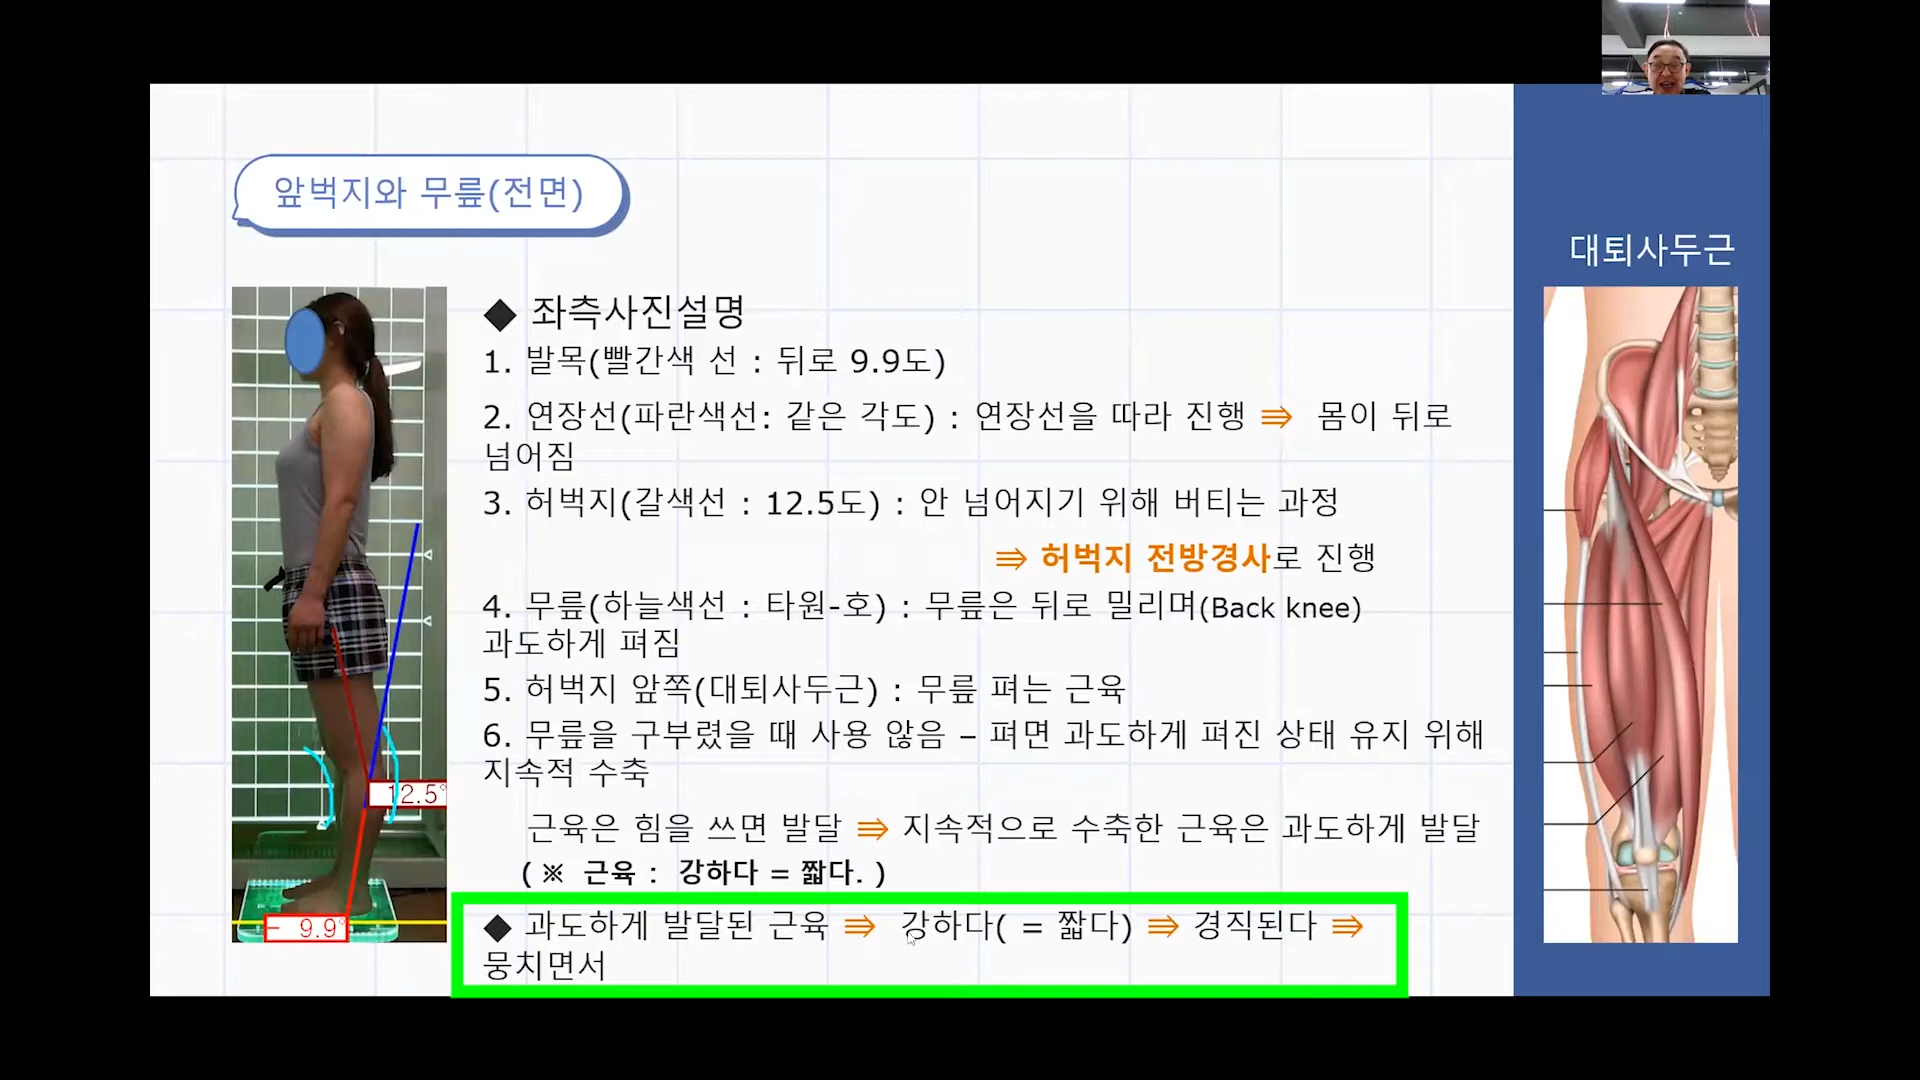 앞벅지와 무릎(전면)
대퇴사두근
◆ 좌측사진설명
1. 발목(빨간색 선 : 뒤로 9.9도)
2. 연장선(파란색선: 같은 각도) : 연장선을 따라 진행 ⇛ 몸이 뒤로
넘어짐
3. 허벅지(갈색선 : 12.5도) : 안 넘어지기 위해 버티는 과정
⇛ 허벅지 전방경사로 진행
4. 무릎(하늘색선 : 타원-호) : 무릎은 뒤로 밀리며(Back knee)
과도하게 펴짐
5. 허벅지 앞쪽(대퇴사두근) : 무릎 펴는 근육
6. 무릎을 구부렸을 때 사용 않음 – 펴면 과도하게 펴진 상태 유지 위해
지속적 수축
근육은 힘을 쓰면 발달 ⇛ 지속적으로 수축한 근육은 과도하게 발달
( ※ 근육 : 강하다 = 짧다. )
◆ 과도하게 발달된 근육 ⇛ 강하다( = 짧다) ⇛ 경직된다 ⇛
뭉치면서
12.5°
- 9.9°